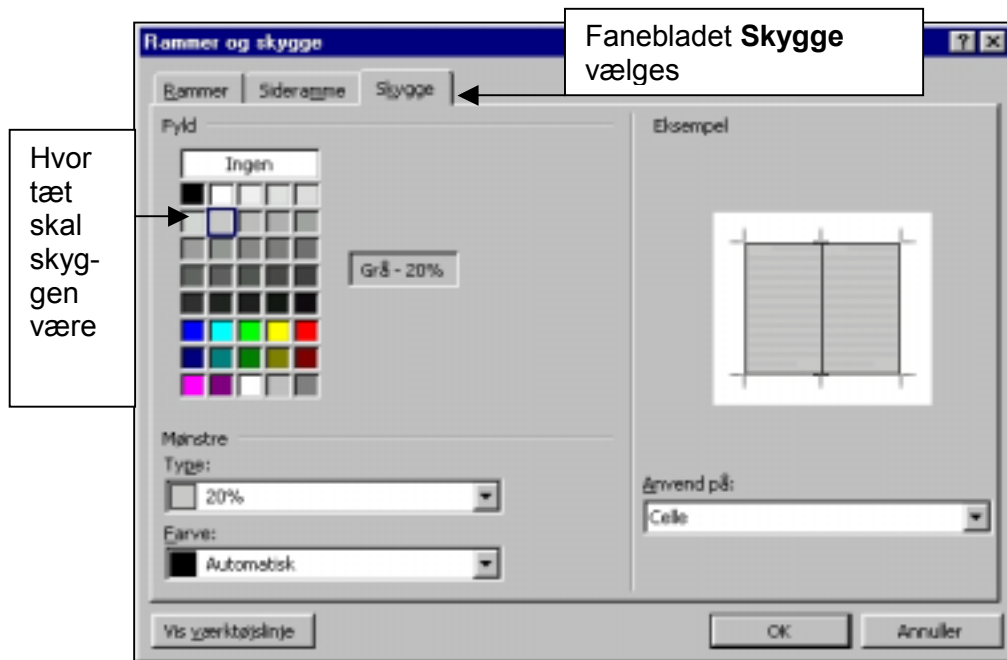 Rammer og skygge
Fanebladet Skygge
vælges
Rammer
Sideramme
Skygge
Fyld
Eksempel
Hvor
tæt
skal
skyg-
gen
være
Ingen
Grå - 20%
Mønstre
Type:
20%
Farve:
Automatisk
Anvend på:
Celle
Vis værktøjslinje
OK
Annuller